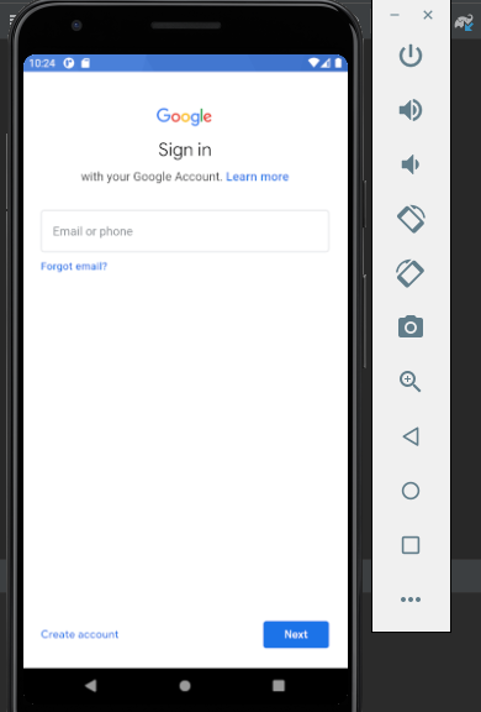 10:24
Google
Sign in
with your Google Account. Learn more
Email or phone
Forgot email?
Create account
Next